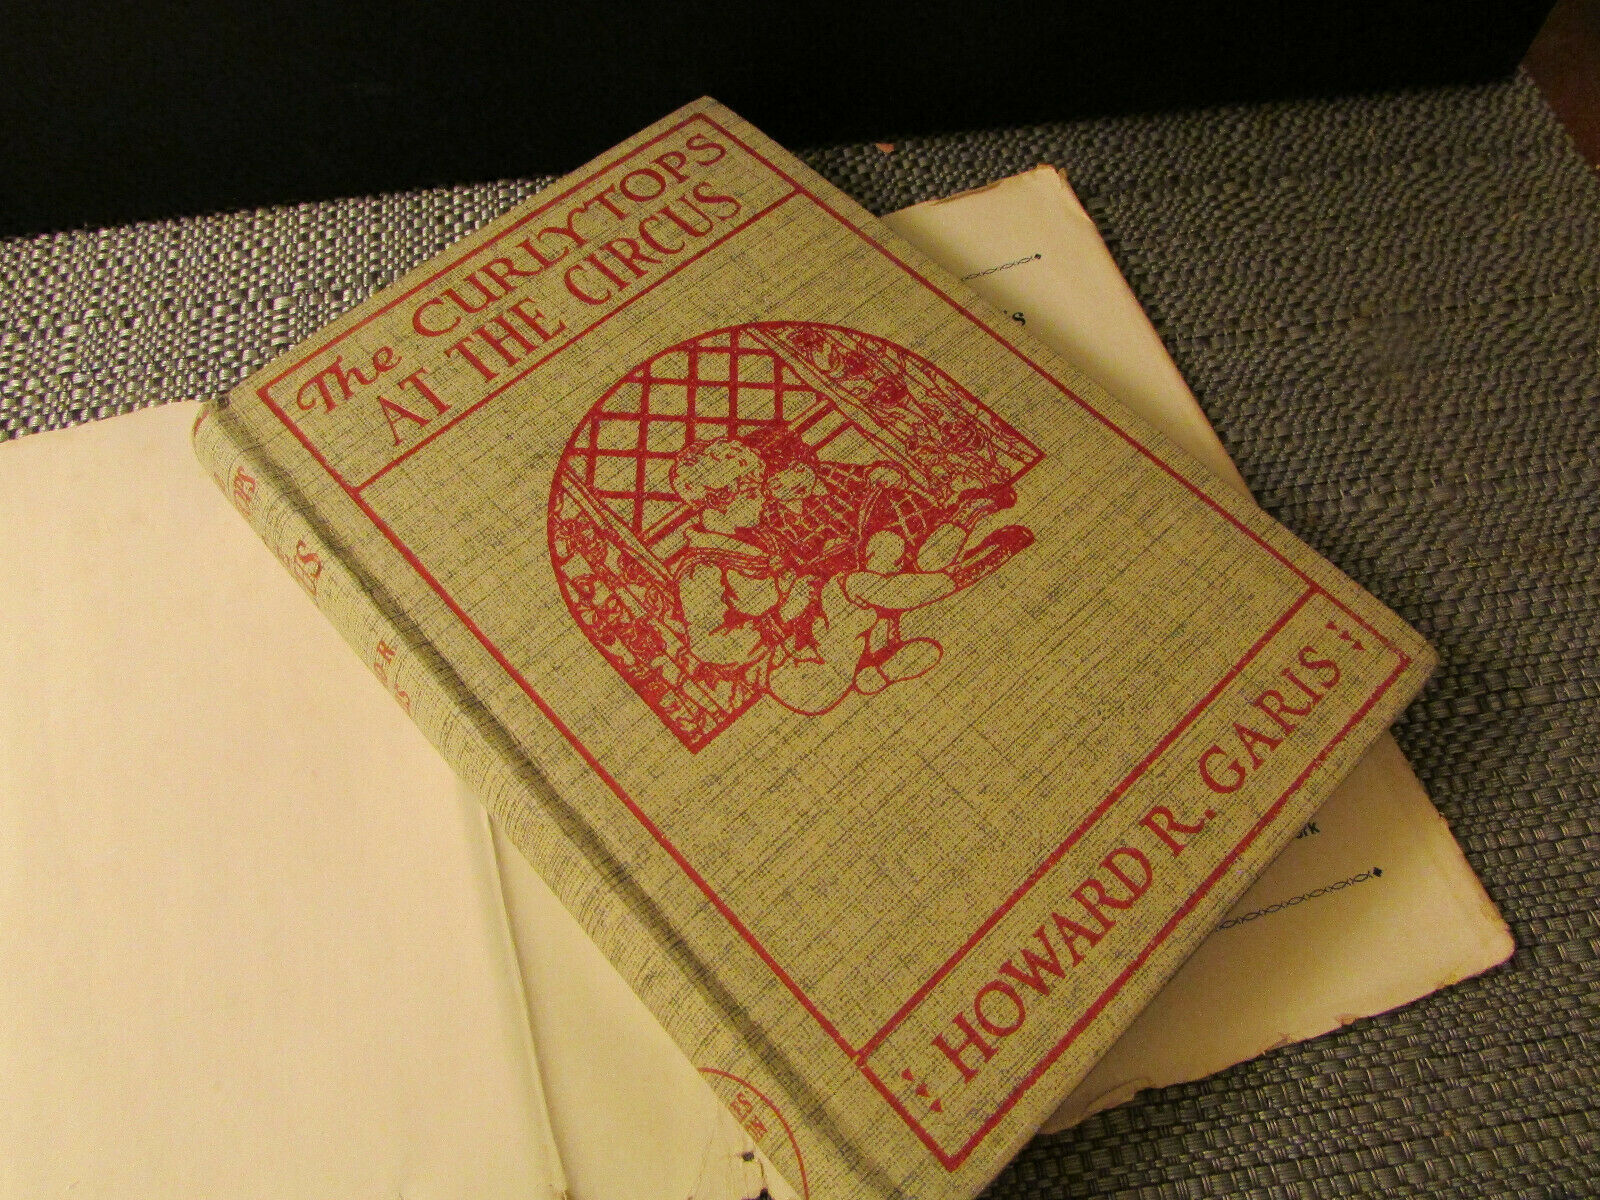 The CURLYTOPS
AT THE CIRCUS
HOWARD R. GARIS